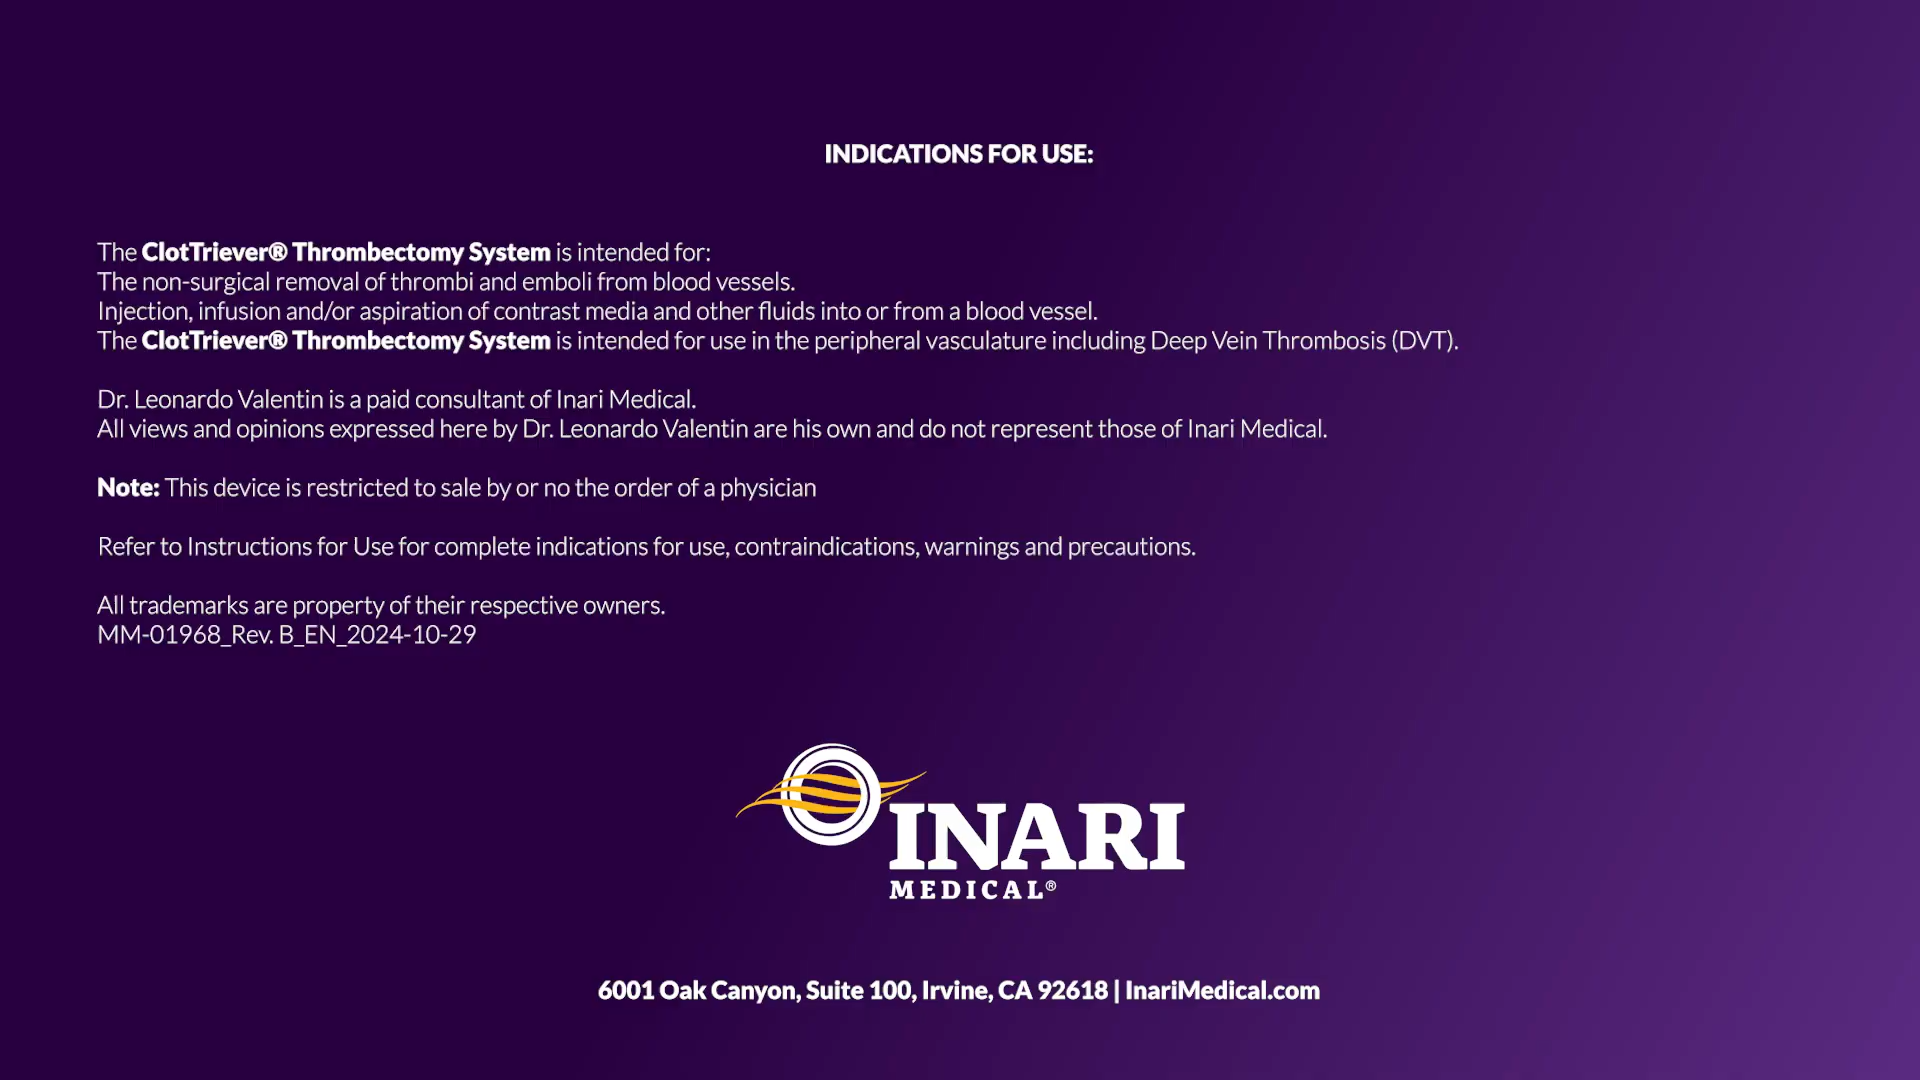 INDICATIONS FOR USE:
The ClotTriever® Thrombectomy System is intended for:
The non-surgical removal of thrombi and emboli from blood vessels.
Injection, infusion and/or aspiration of contrast media and other fluids into or from a blood vessel.
The ClotTriever® Thrombectomy System is intended for use in the peripheral vasculature including Deep Vein Thrombosis (DVT).
Dr. Leonardo Valentin is a paid consultant of Inari Medical.
All views and opinions expressed here by Dr. Leonardo Valentin are his own and do not represent those of Inari Medical.
Note: This device is restricted to sale by or no the order of a physician
Refer to Instructions for Use for complete indications for use, contraindications, warnings and precautions.
All trademarks are property of their respective owners.
MM-01968_Rev. B_EN_2024-10-29
INARI
MEDICAL®
6001 Oak Canyon, Suite 100, Irvine, CA 92618 | InariMedical.com